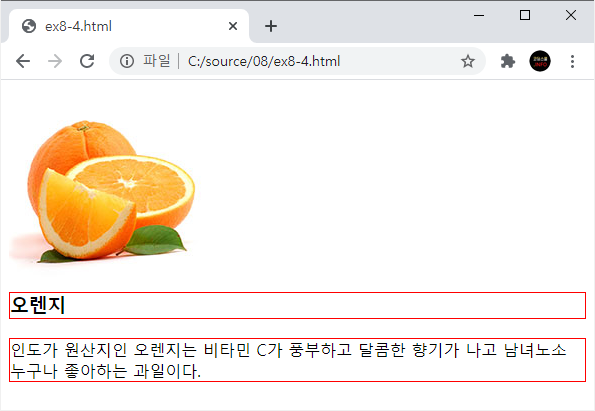 ex8-4.html
파일 C:/source/08/ex8-4.html
오렌지
인도가 원산지인 오렌지는 비타민 C가 풍부하고 달콤한 향기가 나고 남녀노소
누구나 좋아하는 과일이다.